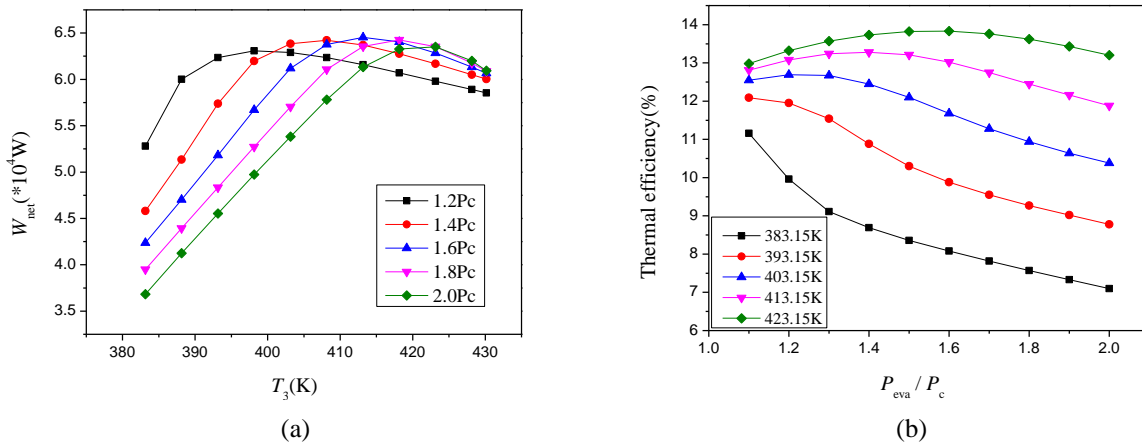 6.5
6.0
5.5
5.0
4.5
4.0
3.5
W_net(*10^4W)
1.2Pc
1.4Pc
1.6Pc
1.8Pc
2.0Pc
380 390 400 410 420 430
T_3(K)
(a)
14
13
12
11
10
9
8
7
6
Thermal efficiency(%)
383.15K
393.15K
403.15K
413.15K
423.15K
1.0 1.2 1.4 1.6 1.8 2.0
P_eva / P_c
(b)